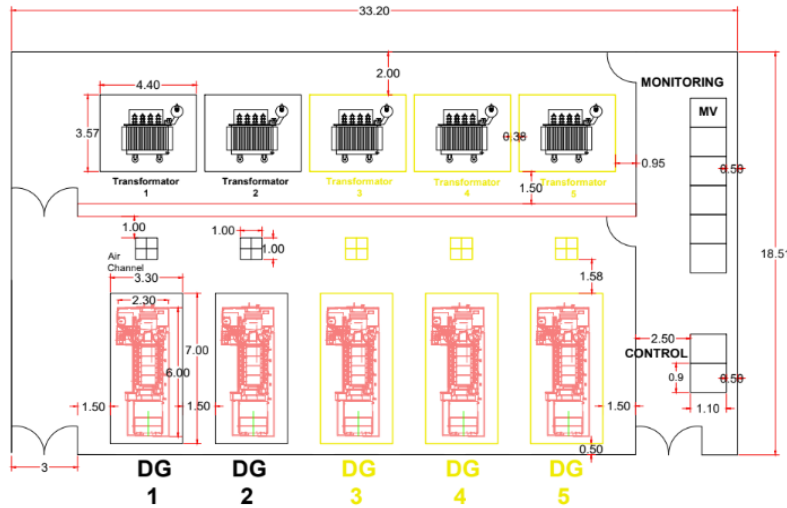 33.20
4.40
2.00
MONITORING
MV
3.57
0.38
0.95
0.50
Transformator
1
Transformator
2
Transformator
3
Transformator
4
Transformator
5
1.50
1.00
1.00
1.00
Air
Channel
18.51
3.30
1.58
2.30
7.00
6.00
2.50
CONTROL
0.9
0.50
1.50
1.50
1.50
1.10
0.50
3
DG
1
DG
2
DG
3
DG
4
DG
5